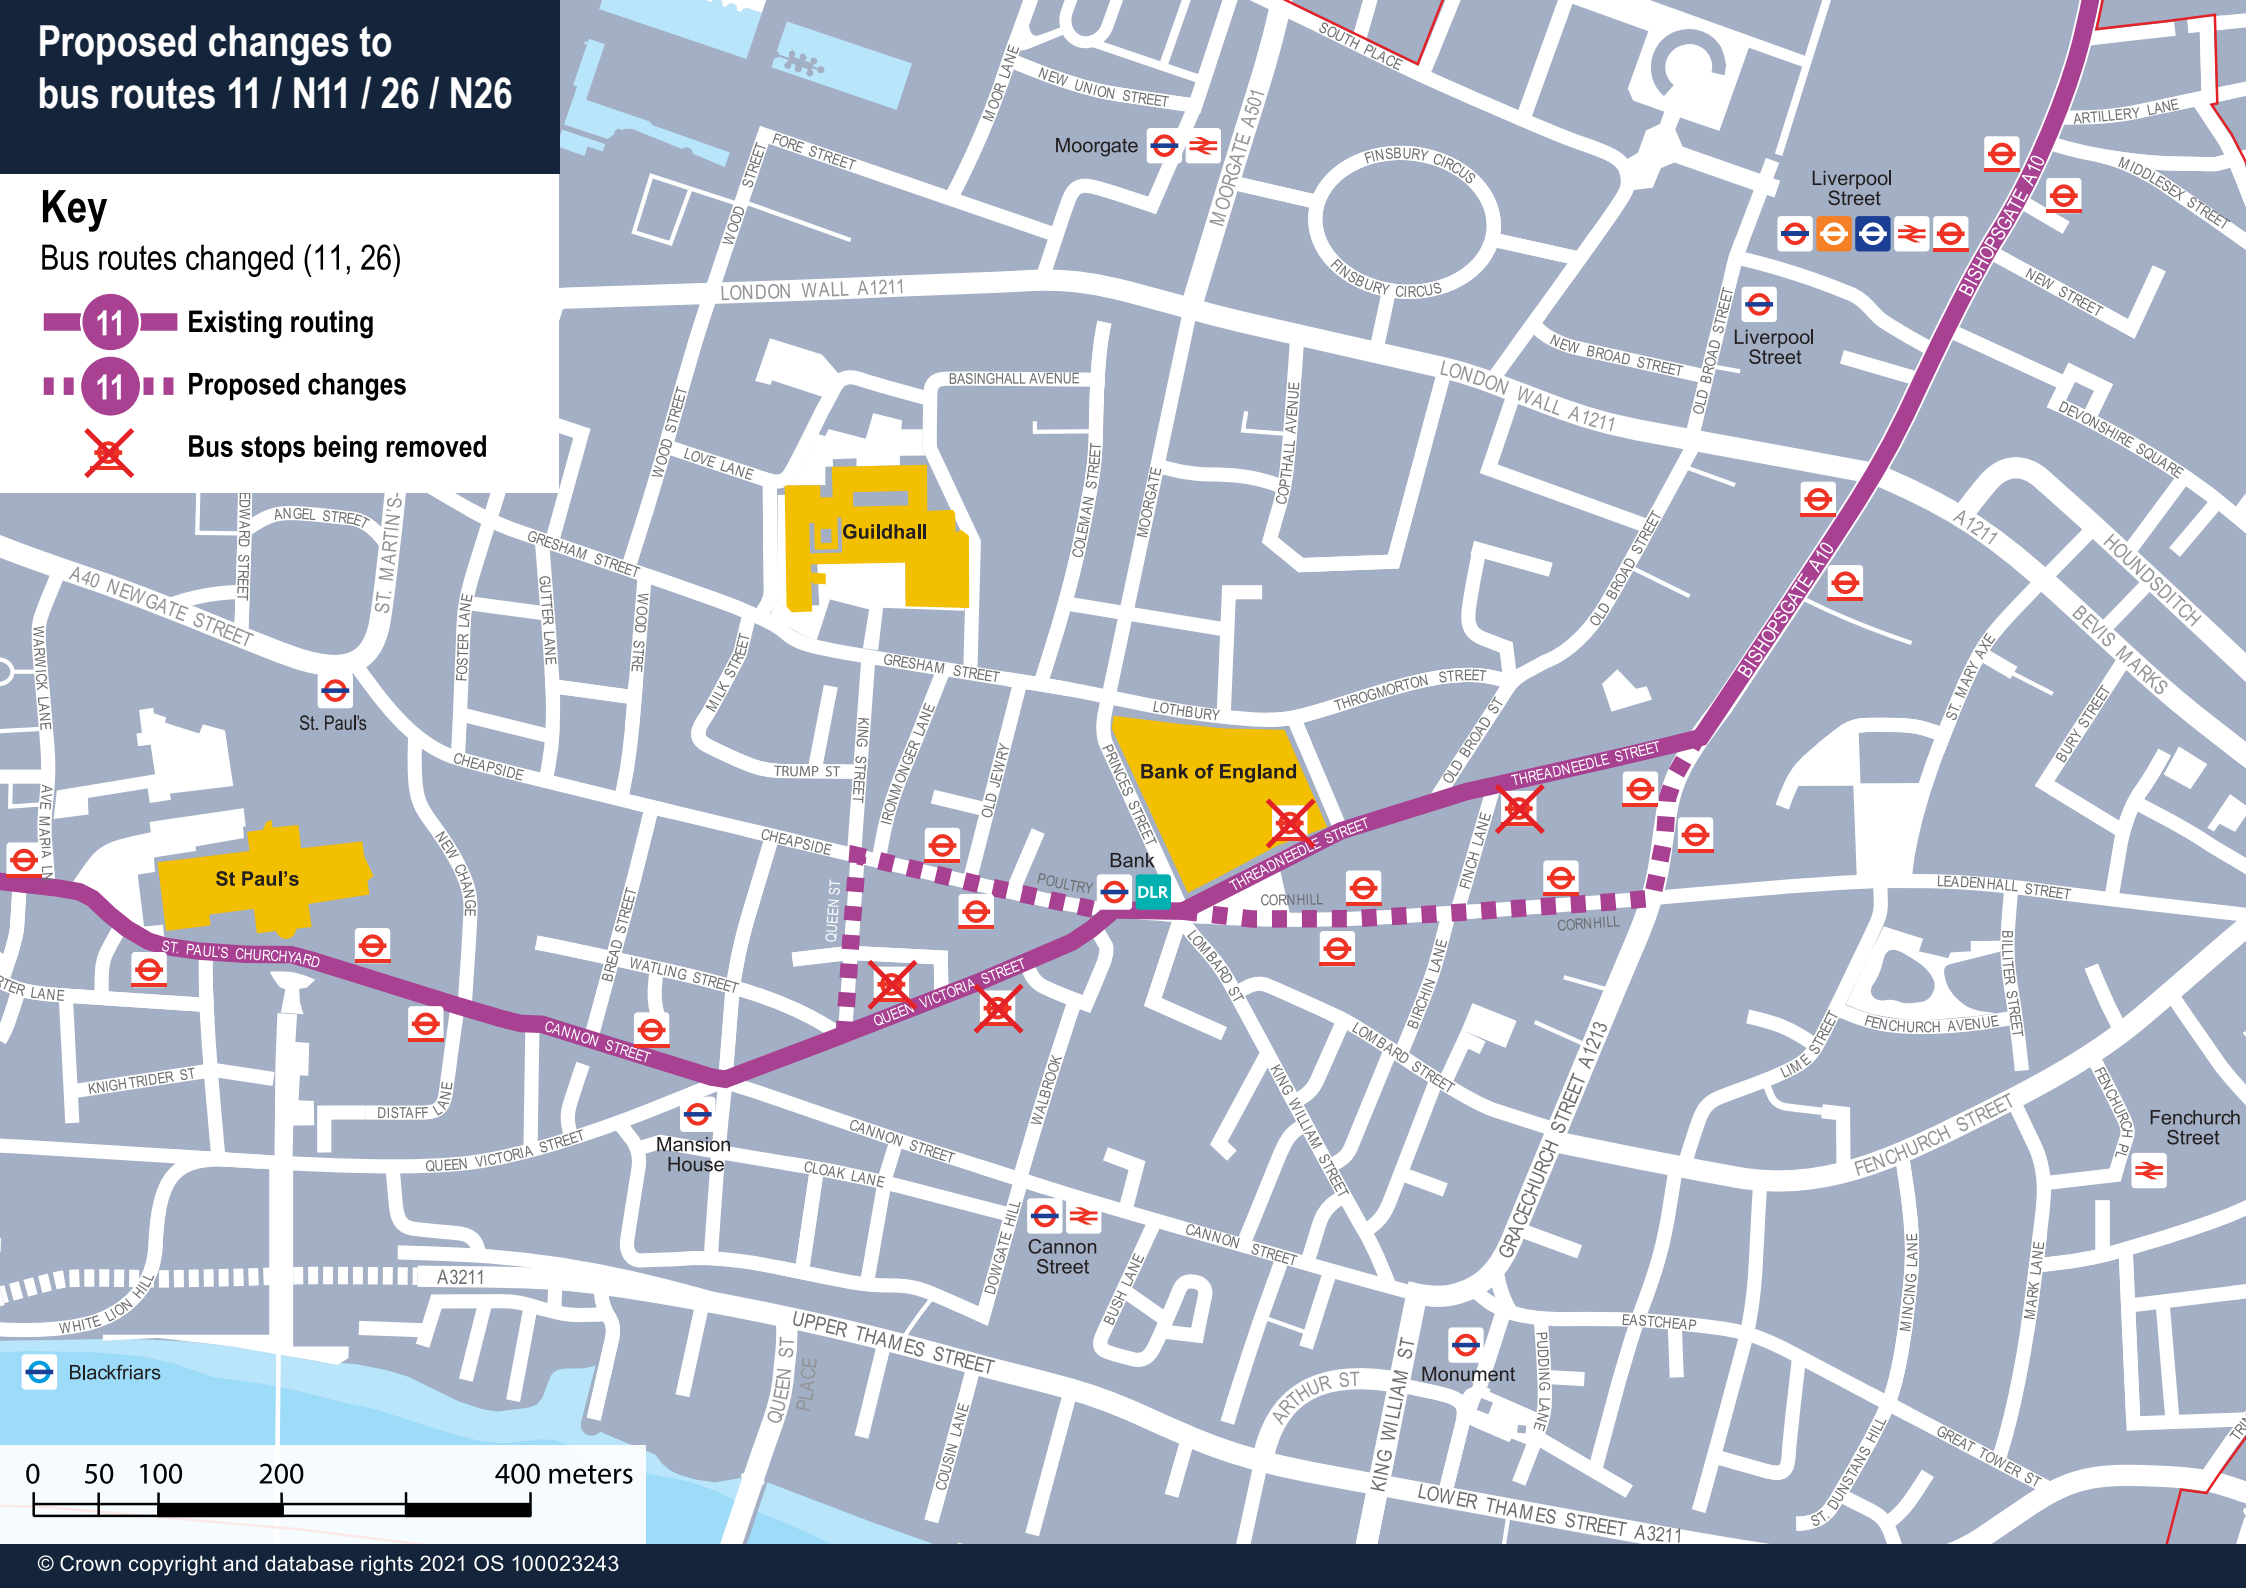 Proposed changes to
bus routes 11 / N11 / 26 / N26
Key
Bus routes changed (11, 26)
11 Existing routing
11 Proposed changes
Bus stops being removed
SOUTH PLACE
MOOR LANE
NEW UNION STREET
MOORGATE A501
Moorgate
FORE STREET
WOOD STREET
FINSBURY CIRCUS
FINSBURY CIRCUS
Liverpool
Street
ARTILLERY LANE
MIDDLESEX STREET
BISHOPSGATE A10
NEW STREET
LONDON WALL A1211
Liverpool
Street
OLD BROAD STREET
NEW BROAD STREET
LONDON WALL A1211
BASINGHALL AVENUE
COPTHALL AVENUE
DEVONSHIRE SQUARE
WOOD STREET
LOVE LANE
COLEMAN STREET
MOORGATE
Guildhall
EDWARD STREET
ANGEL STREET
ST. MARTIN'S
GRESHAM STREET
A1211
HOUNDSDITCH
BISHOPSGATE A10
OLD BROAD STREET
A40 NEWGATE STREET
GUTTER LANE
FOSTER LANE
WOOD STRE
MILK STREET
GRESHAM STREET
BEVIS MARKS
ST. MARY AXE
BURY STREET
WARWICK LANE
St. Paul's
THROGMORTON STREET
LOTHBURY
KING STREET
IRONMONGER LANE
OLD JEWRY
PRINCES STREET
Bank of England
OLD BROAD ST
THREADNEEDLE STREET
CHEAPSIDE
TRUMP ST
AVE MARIA LN
NEW CHANGE
CHEAPSIDE
THREADNEEDLE STREET
FINCH LANE
St Paul's
POULTRY
Bank
DLR
CORNHILL
CORNHILL
LEADENHALL STREET
QUEEN ST
BREAD STREET
ST. PAUL'S CHURCHYARD
WATLING STREET
QUEEN VICTORIA STREET
LOMBARD ST
BIRCHIN LANE
BILLITER STREET
RTER LANE
CANNON STREET
LOMBARD STREET
GRACECHURCH STREET A1213
FENCHURCH AVENUE
LIME STREET
KNIGHTRIDER ST
DISTAFF LANE
WALBROOK
KING WILLIAM STREET
FENCHURCH PL
Fenchurch
Street
Mansion
House
CANNON STREET
QUEEN VICTORIA STREET
CLOAK LANE
FENCHURCH STREET
DOWGATE HILL
Cannon
Street
CANNON STREET
BUSH LANE
MINCING LANE
MARK LANE
A3211
WHITE LION HILL
UPPER THAMES STREET
QUEEN ST
PLACE
EASTCHEAP
Monument
PUDDING LANE
Blackfriars
ARTHUR ST
KING WILLIAM ST
COUSIN LANE
GREAT TOWER ST
ST. DUNSTANS HILL
TRIN
LOWER THAMES STREET A3211
0 50 100 200 400 meters
© Crown copyright and database rights 2021 OS 100023243